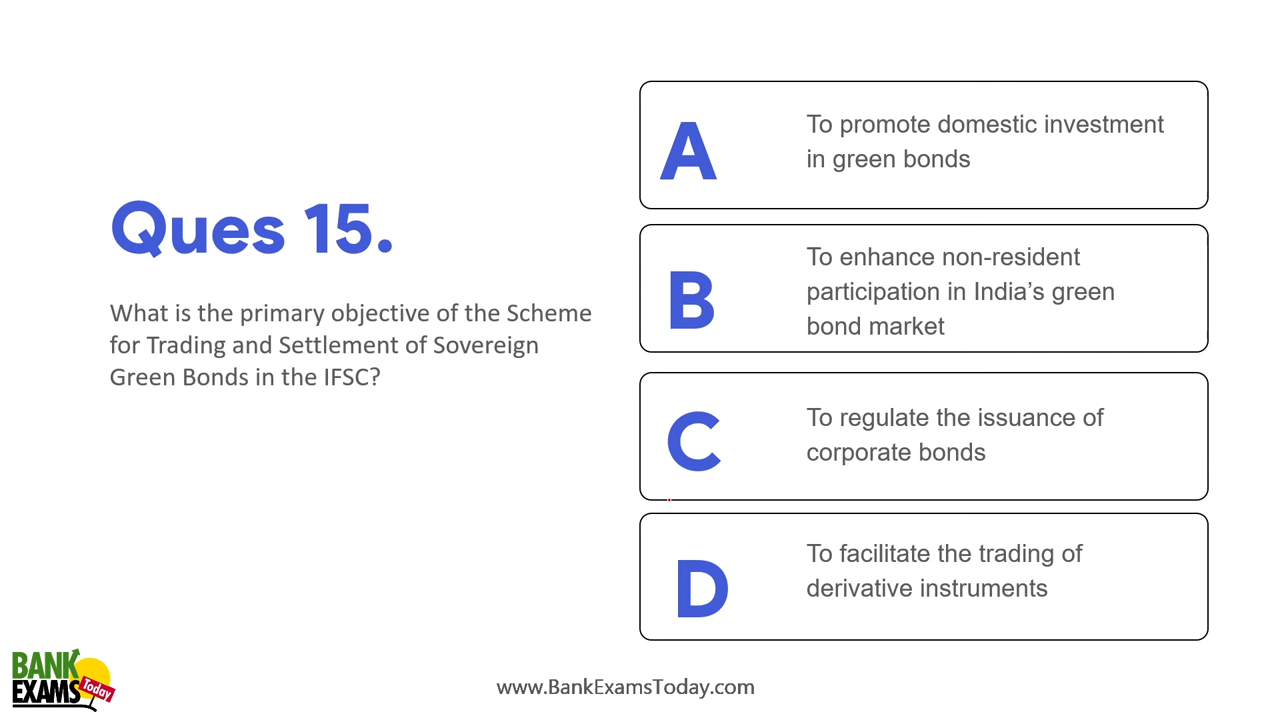 Ques 15.
What is the primary objective of the Scheme
for Trading and Settlement of Sovereign
Green Bonds in the IFSC?
A
To promote domestic investment
in green bonds
B
To enhance non-resident
participation in India’s green
bond market
C
To regulate the issuance of
corporate bonds
D
To facilitate the trading of
derivative instruments
BANK
EXAMS
Today
www.BankExamsToday.com